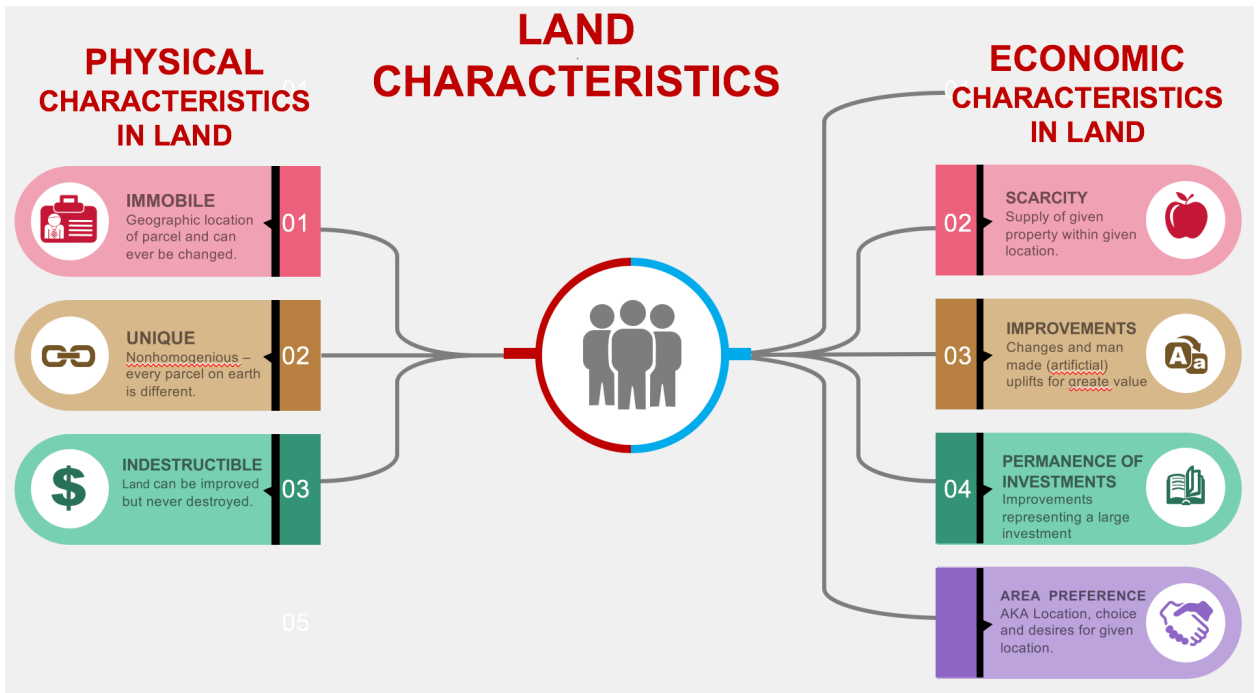 LAND
CHARACTERISTICS
PHYSICAL
CHARACTERISTICS
IN LAND
01
IMMOBILE
Geographic location
of parcel and can
ever be changed.
01
UNIQUE
Nonhomogenious –
every parcel on earth
is different.
02
INDESTRUCTIBLE
Land can be improved
but never destroyed.
03
05
ECONOMIC
CHARACTERISTICS
IN LAND
02
SCARCITY
Supply of given
property within given
location.
03
IMPROVEMENTS
Changes and man
made (artifictial)
uplifts for greate value
Aa
04
PERMANENCE OF
INVESTMENTS
Improvements
representing a large
investment
AREA PREFERENCE
AKA Location, choice
and desires for given
location.